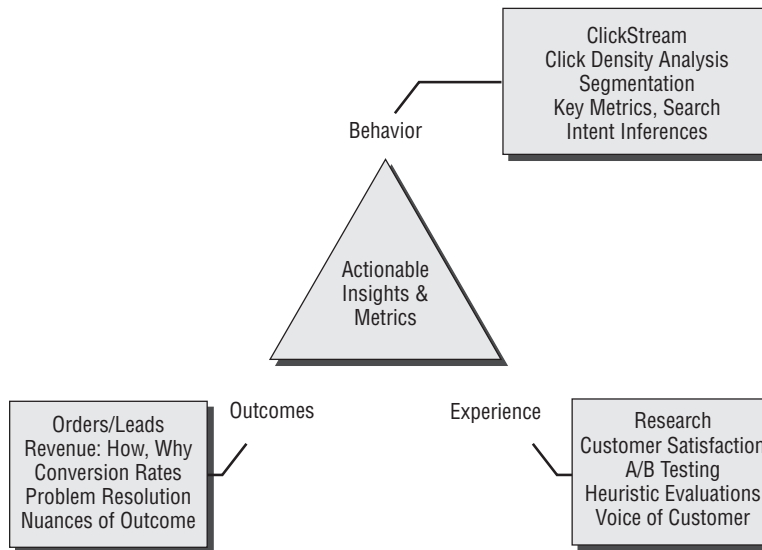 ClickStream
Click Density Analysis
Segmentation
Key Metrics, Search
Intent Inferences
Behavior
Actionable
Insights &
Metrics
Outcomes
Experience
Orders/Leads
Revenue: How, Why
Conversion Rates
Problem Resolution
Nuances of Outcome
Research
Customer Satisfaction
A/B Testing
Heuristic Evaluations
Voice of Customer